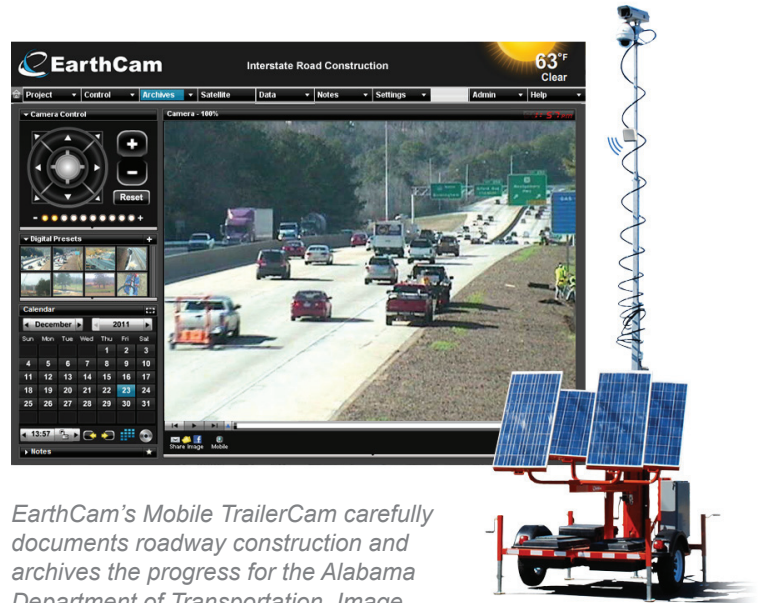 EarthCam
Interstate Road Construction
63°F
Clear
Project Control Archives Satellite Data Notes Settings Admin Help
Camera Control
Camera - 100%
+
-
Reset
- +
Digital Presets +
Calendar
December 2011
Sun Mon Tue Wed Thu Fri Sat
1 2 3
4 5 6 7 8 9 10
11 12 13 14 15 16 17
18 19 20 21 22 23 24
25 26 27 28 29 30 31
13:57
Notes
Share Image Mobile
EarthCam's Mobile TrailerCam carefully
documents roadway construction and
archives the progress for the Alabama
Department of Transportation. Image